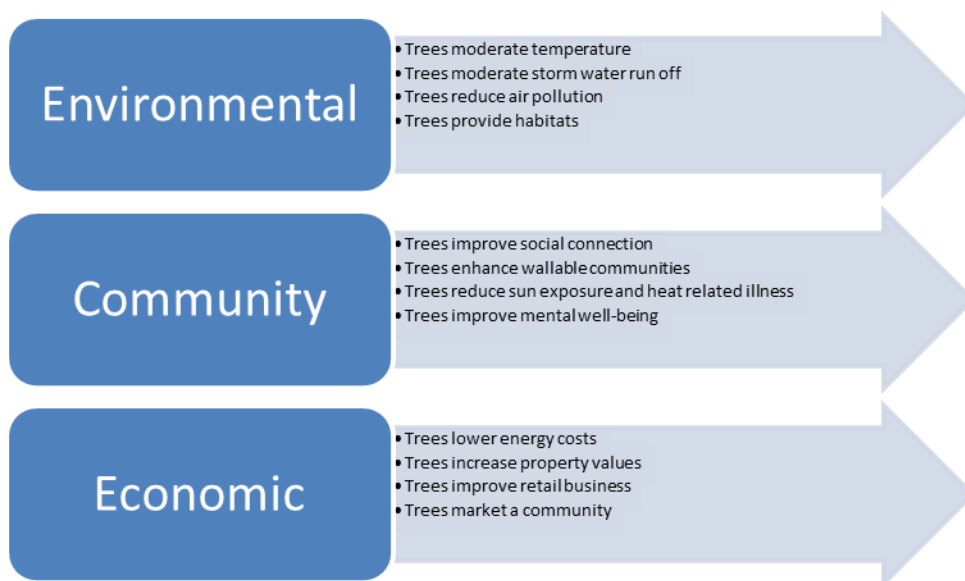 Environmental
• Trees moderate temperature
• Trees moderate storm water run off
• Trees reduce air pollution
• Trees provide habitats
Community
• Trees improve social connection
• Trees enhance wallable communities
• Trees reduce sun exposure and heat related illness
• Trees improve mental well-being
Economic
• Trees lower energy costs
• Trees increase property values
• Trees improve retail business
• Trees market a community